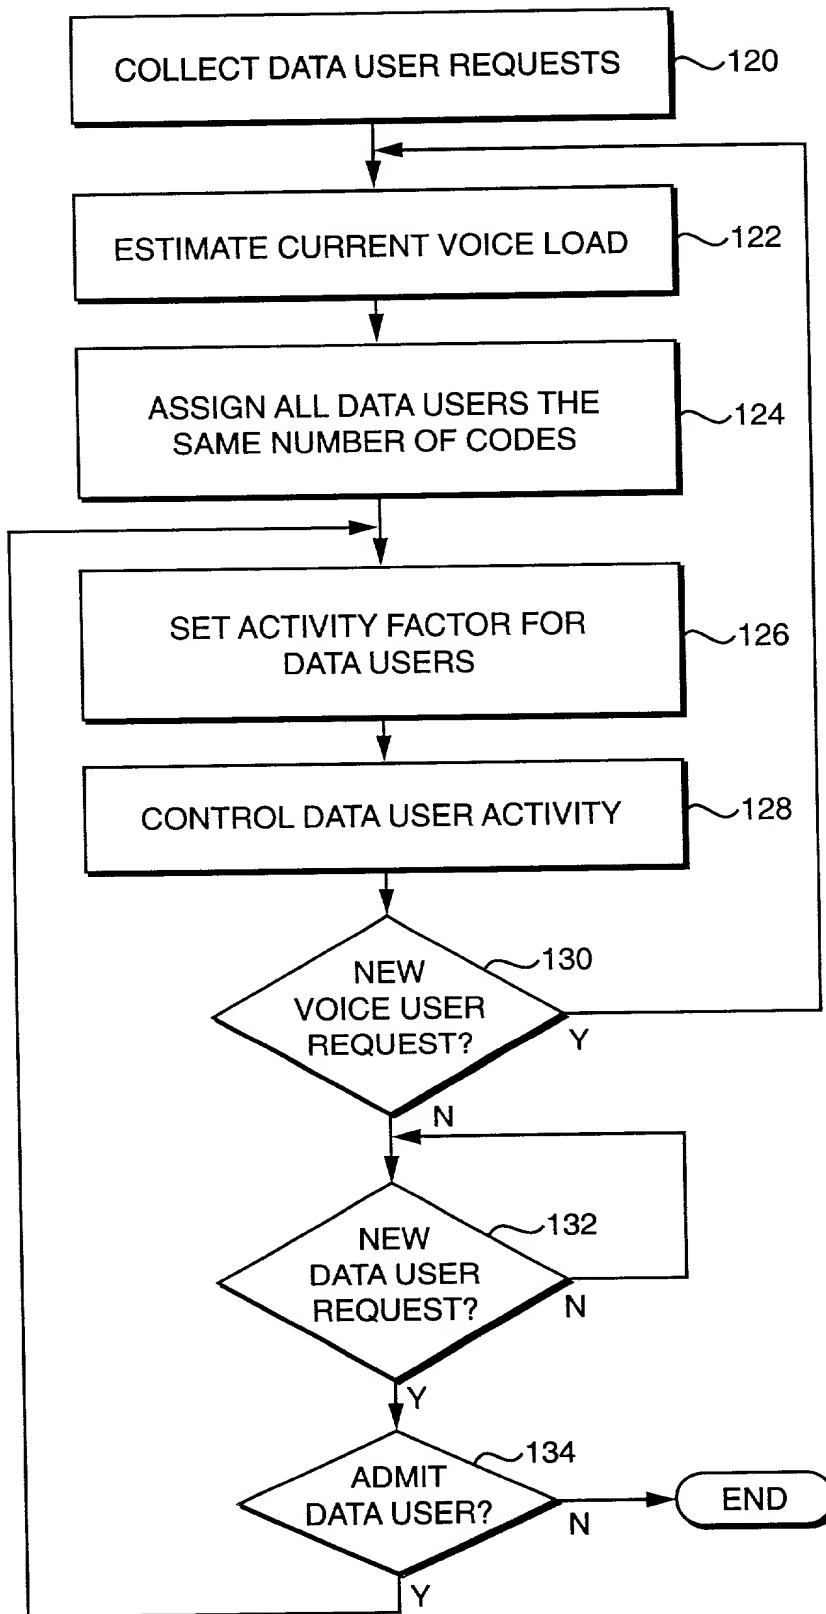 COLLECT DATA USER REQUESTS
120
ESTIMATE CURRENT VOICE LOAD
122
ASSIGN ALL DATA USERS THE
SAME NUMBER OF CODES
124
SET ACTIVITY FACTOR FOR
DATA USERS
126
CONTROL DATA USER ACTIVITY
128
NEW
VOICE USER
REQUEST?
130
Y
N
NEW
DATA USER
REQUEST?
132
N
Y
ADMIT
DATA USER?
134
N
END
Y